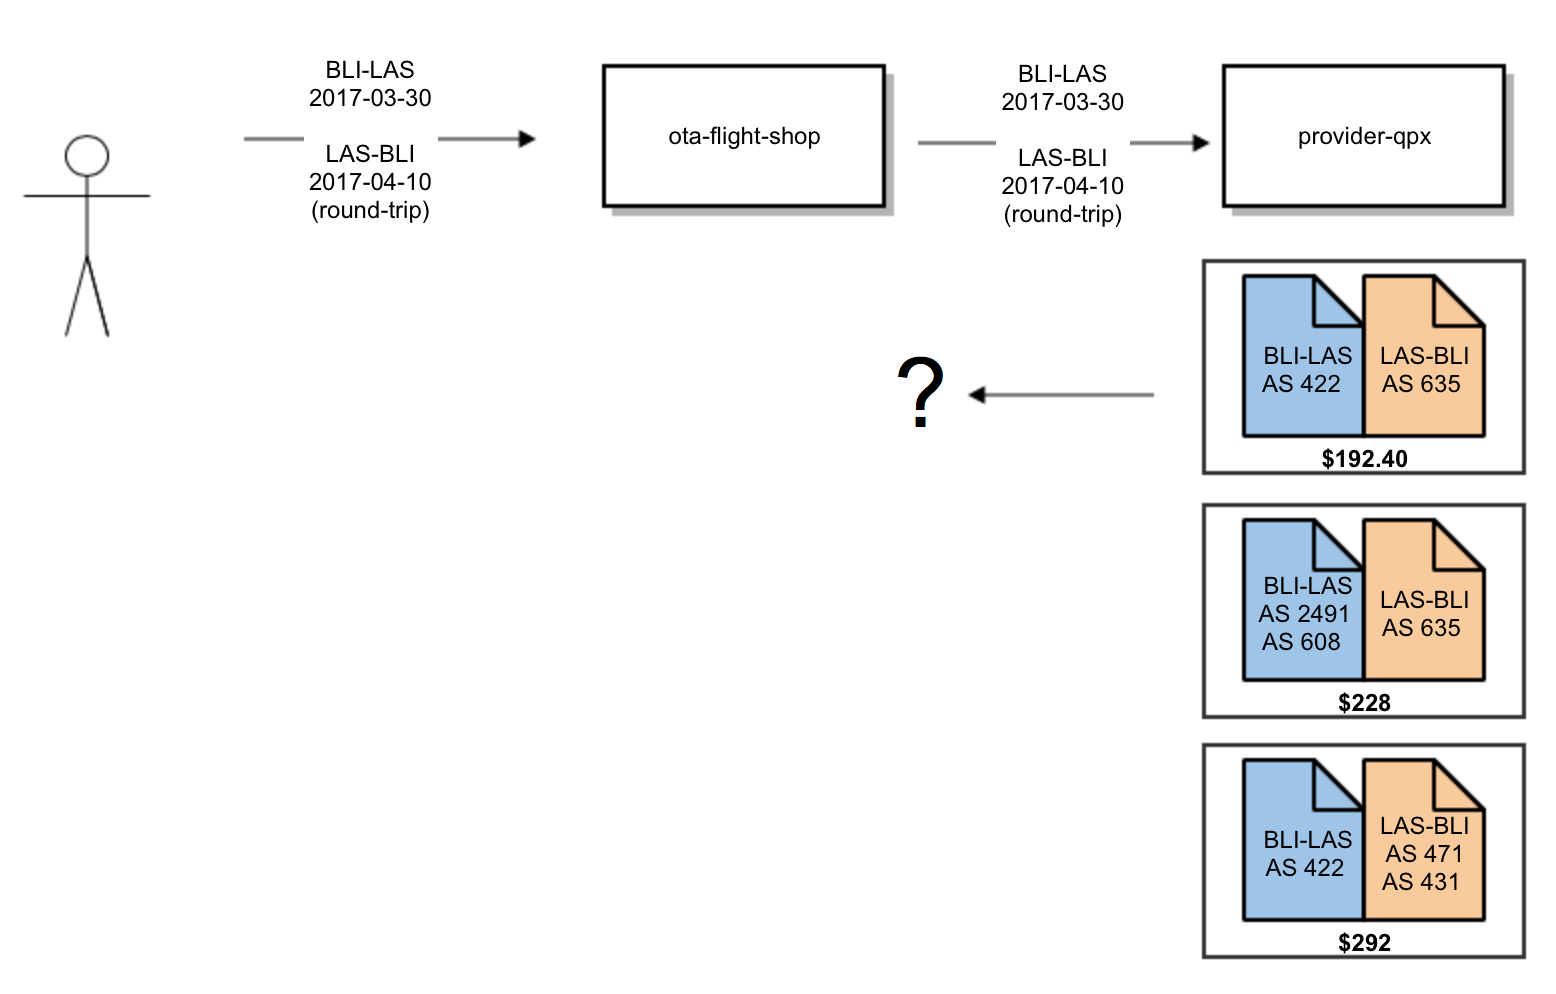 BLI-LAS
2017-03-30
LAS-BLI
2017-04-10
(round-trip)
ota-flight-shop
BLI-LAS
2017-03-30
LAS-BLI
2017-04-10
(round-trip)
provider-qpx
?
BLI-LAS
AS 422
LAS-BLI
AS 635
$192.40
BLI-LAS
AS 2491
AS 608
LAS-BLI
AS 635
$228
BLI-LAS
AS 422
LAS-BLI
AS 471
AS 431
$292